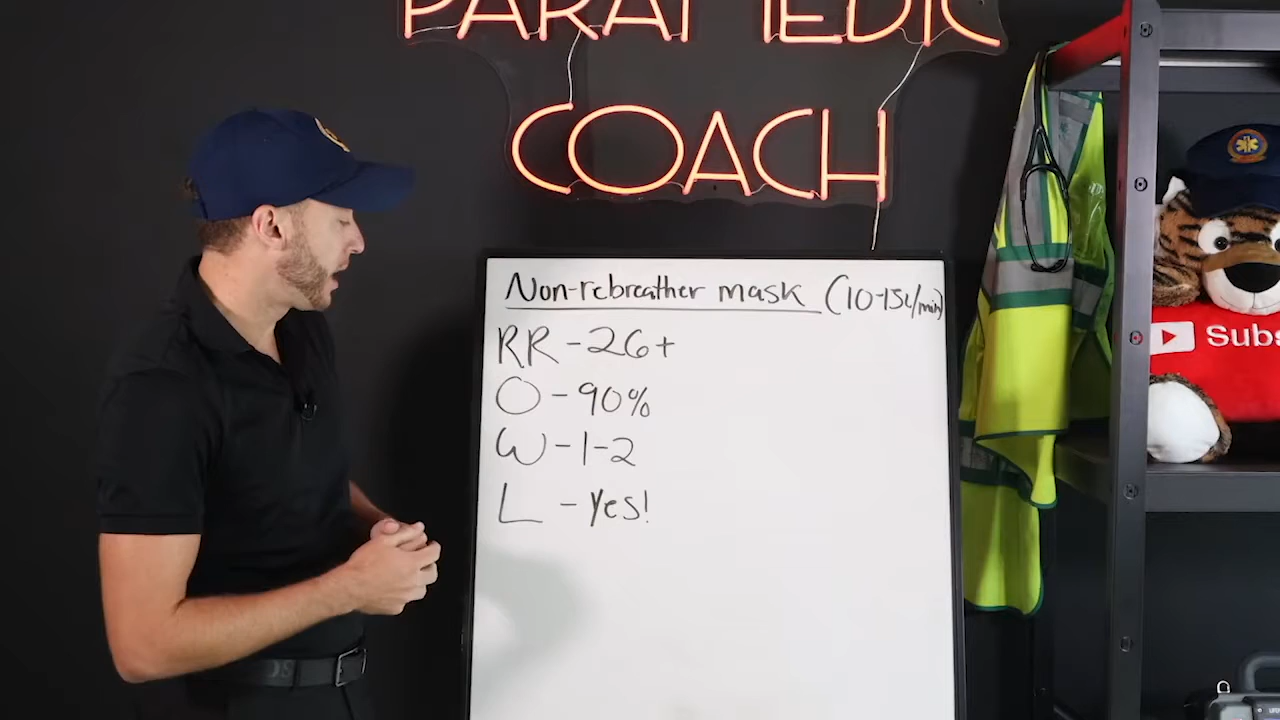 PARAMEDIC
COACH
Non-rebreather mask (10-15L/min)
RR-26+
O-90%
W-1-2
L-Yes!
Subs